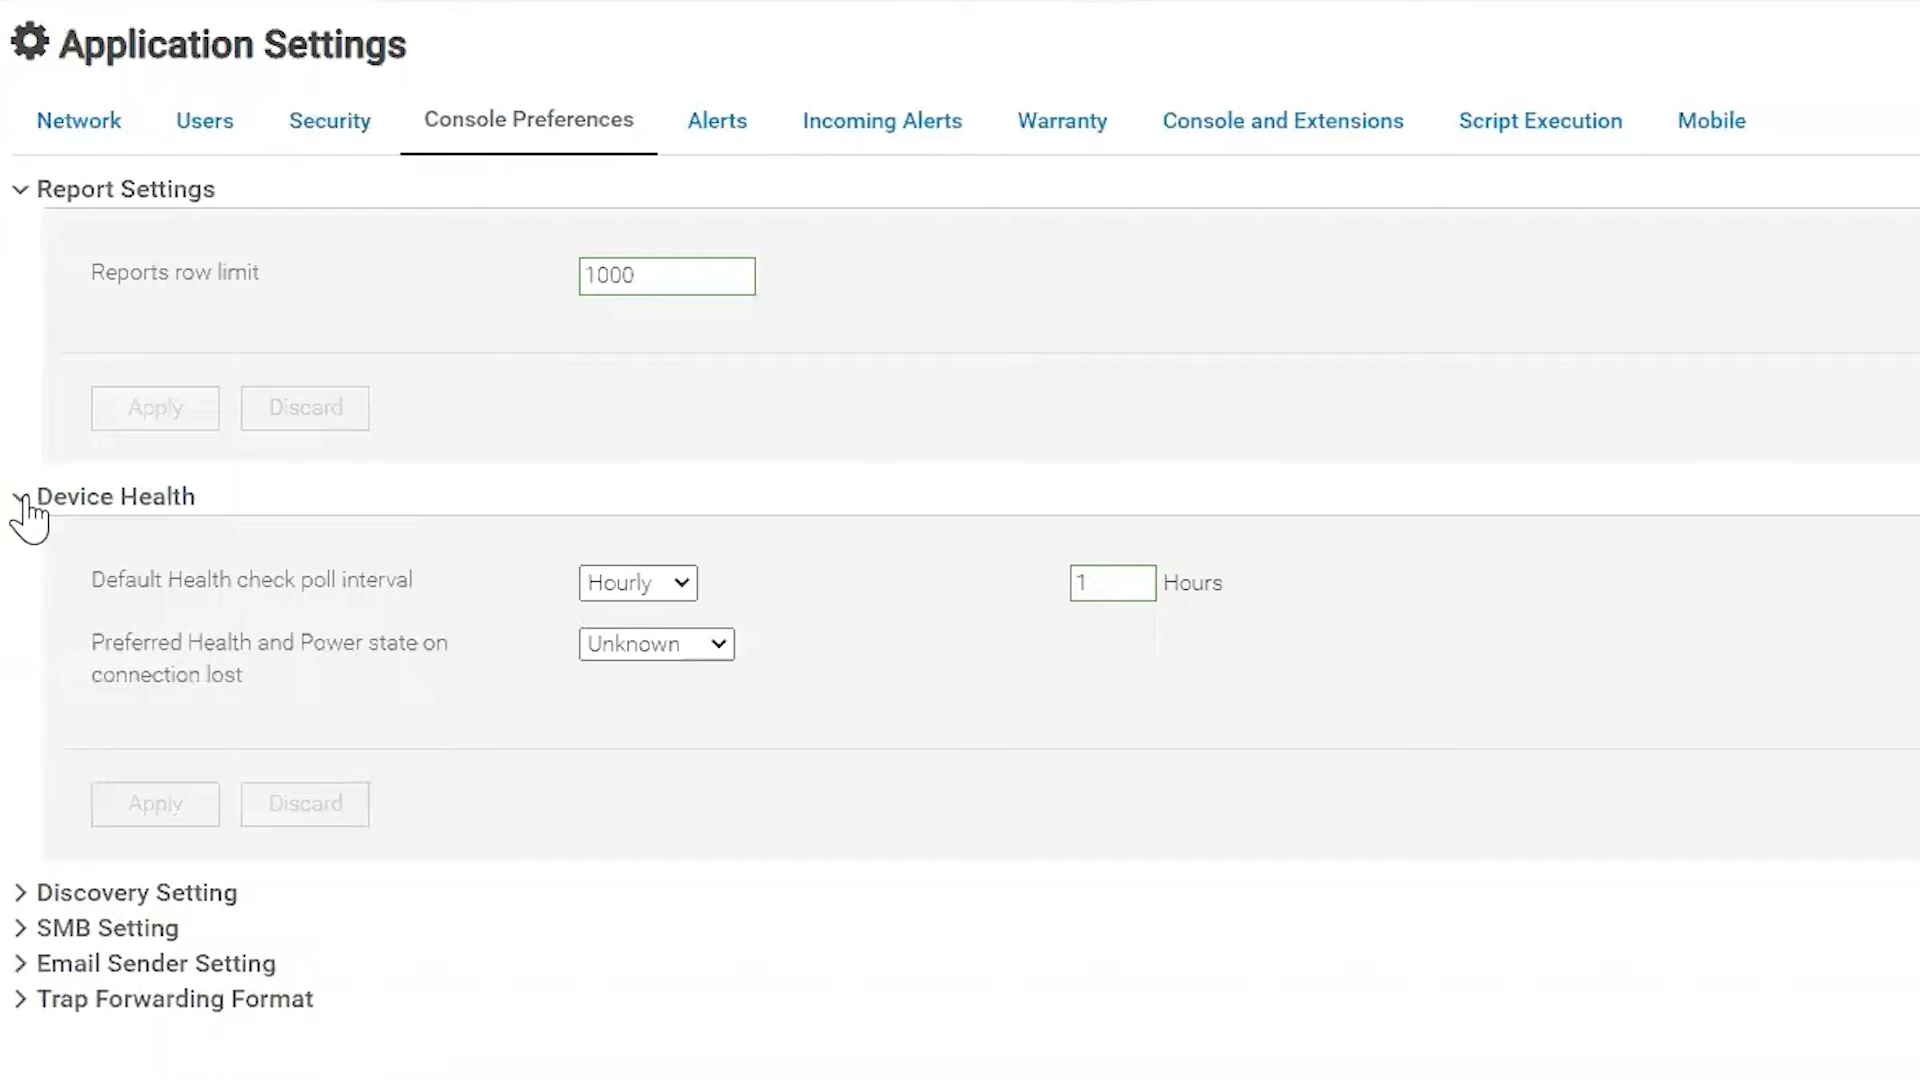 Application Settings
Network Users Security Console Preferences Alerts Incoming Alerts Warranty Console and Extensions Script Execution Mobile
Report Settings
Reports row limit 1000
Apply Discard
Device Health
Default Health check poll interval Hourly 1 Hours
Preferred Health and Power state on Unknown
connection lost
Apply Discard
Discovery Setting
SMB Setting
Email Sender Setting
Trap Forwarding Format